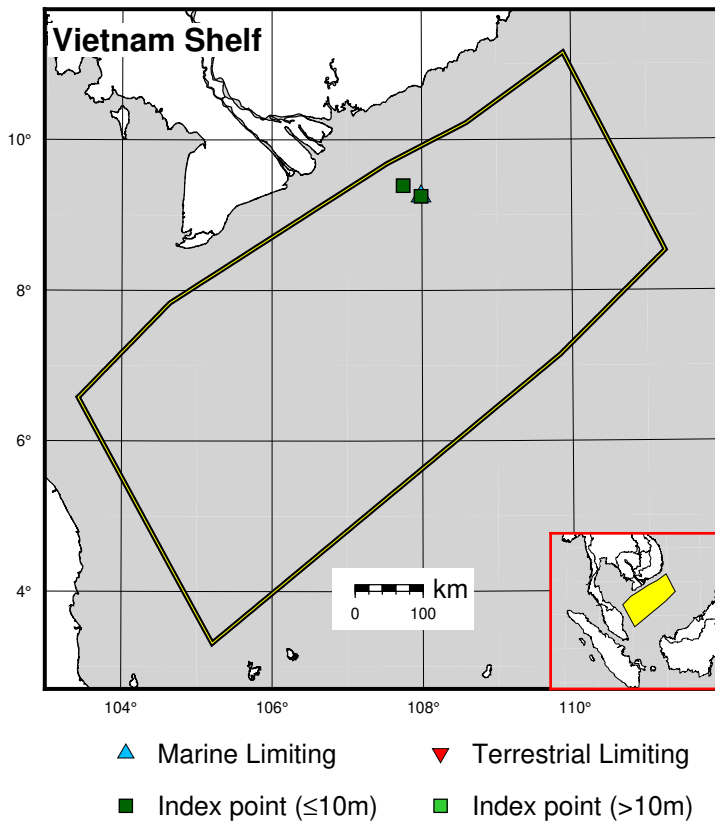 Vietnam Shelf
10°
8°
6°
4°
km
0 100
104° 106° 108° 110°
Marine Limiting Terrestrial Limiting
Index point (≤10m) Index point (>10m)